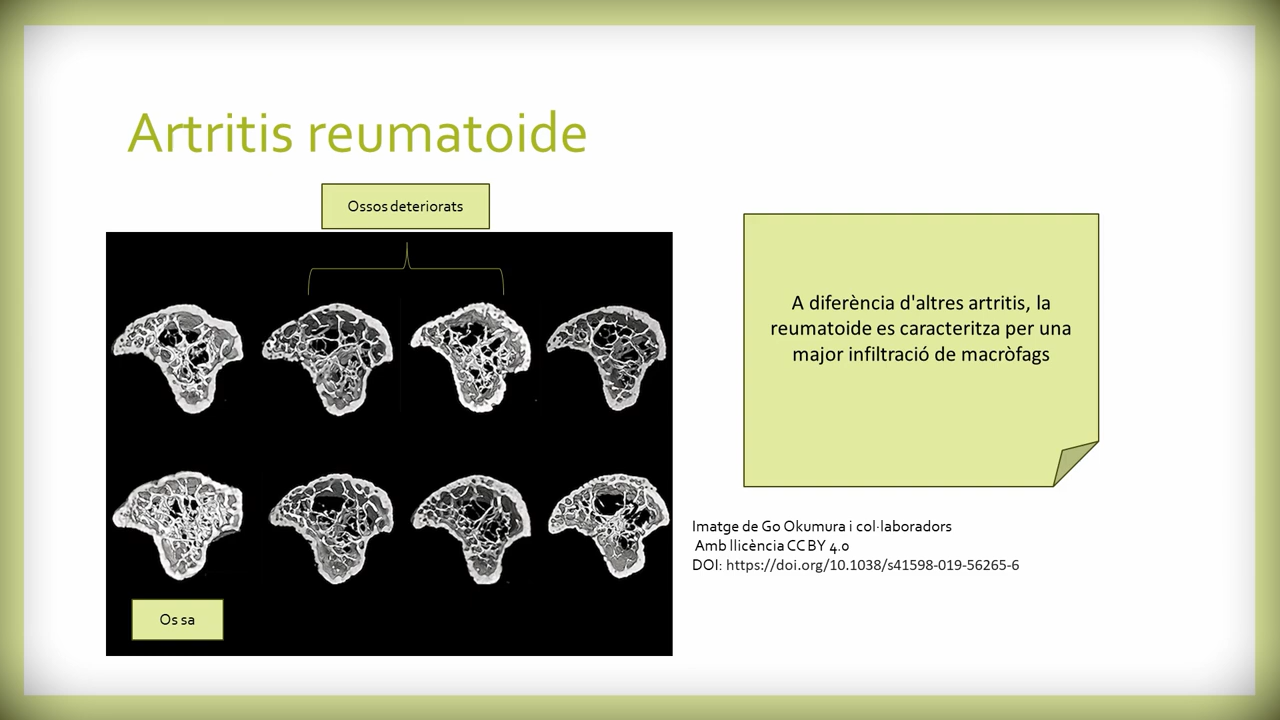 Artritis reumatoide
Ossos deteriorats
A diferència d'altres artritis, la
reumatoide es caracteritza per una
major infiltració de macròfags
Imatge de Go Okumura i col·laboradors
Amb llicència CC BY 4.0
DOI: https://doi.org/10.1038/s41598-019-56265-6
Os sa